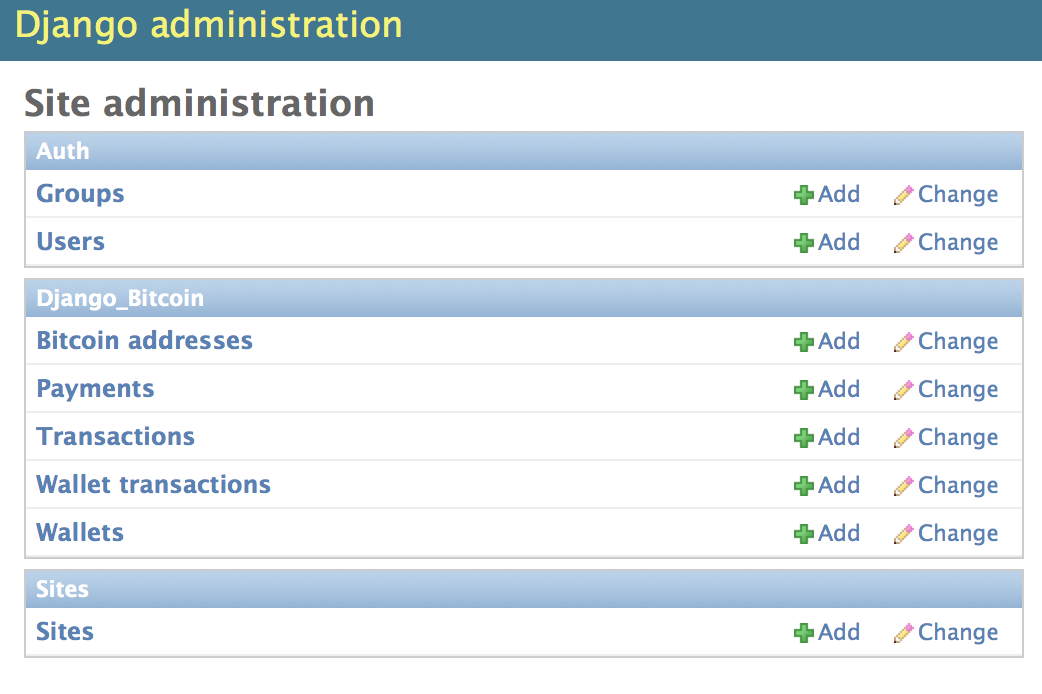 Django administration
Site administration
Auth
Groups Add Change
Users Add Change
Django_Bitcoin
Bitcoin addresses Add Change
Payments Add Change
Transactions Add Change
Wallet transactions Add Change
Wallets Add Change
Sites
Sites Add Change